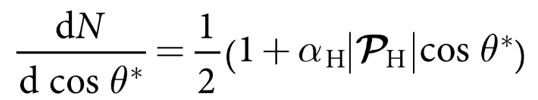 dN/d cos θ* = 1/2 (1 + α_H|𝓟_H|cos θ*)